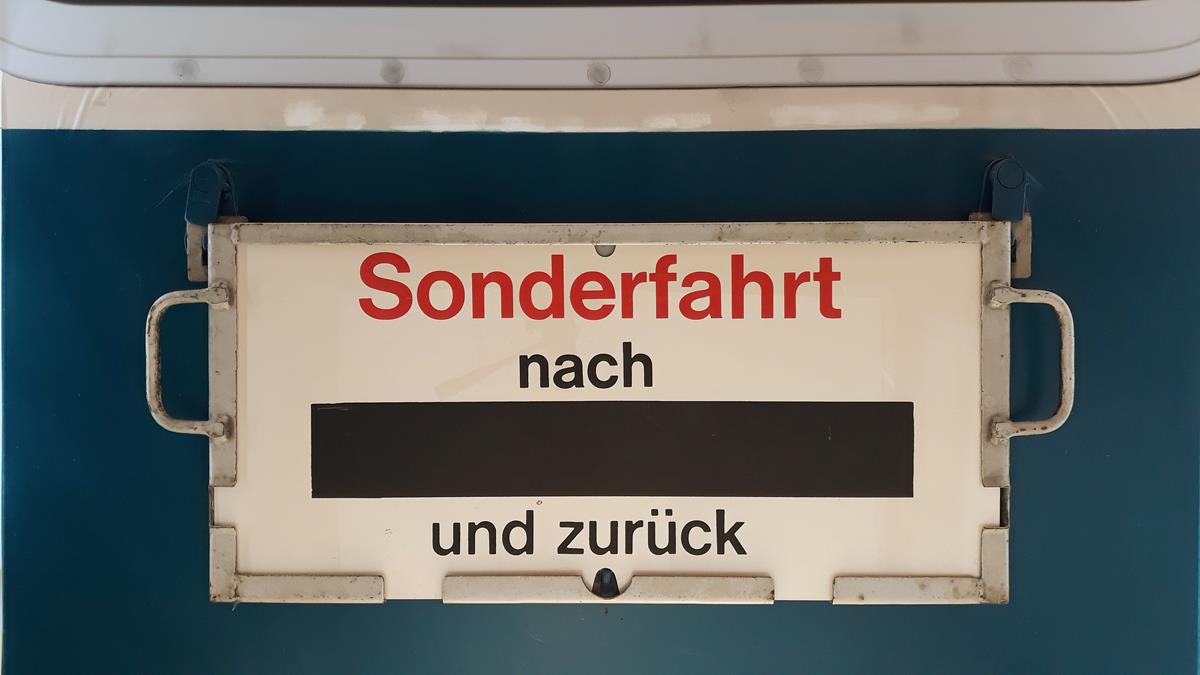 Sonderfahrt
nach
und zurück